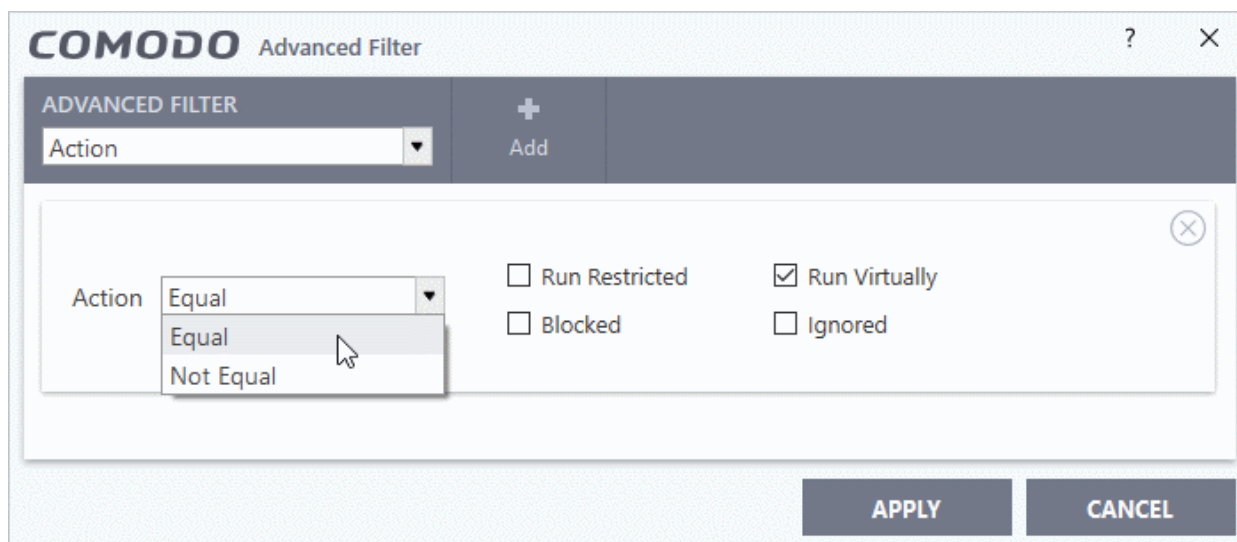 COMODO Advanced Filter ?
ADVANCED FILTER
Action
Add
Action Equal
Equal
Not Equal
Run Restricted Run Virtually
Blocked Ignored
APPLY CANCEL